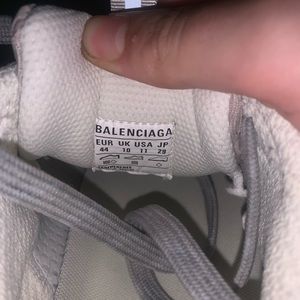 BALENCIAGA
EUR UK USA JP
44 10 11 29